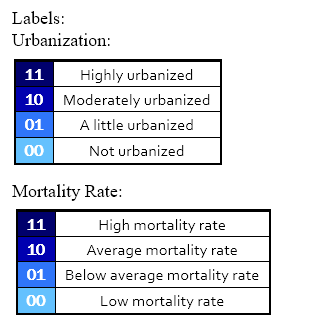 Labels:
Urbanization:
11 Highly urbanized
10 Moderately urbanized
01 A little urbanized
00 Not urbanized
Mortality Rate:
11 High mortality rate
10 Average mortality rate
01 Below average mortality rate
00 Low mortality rate